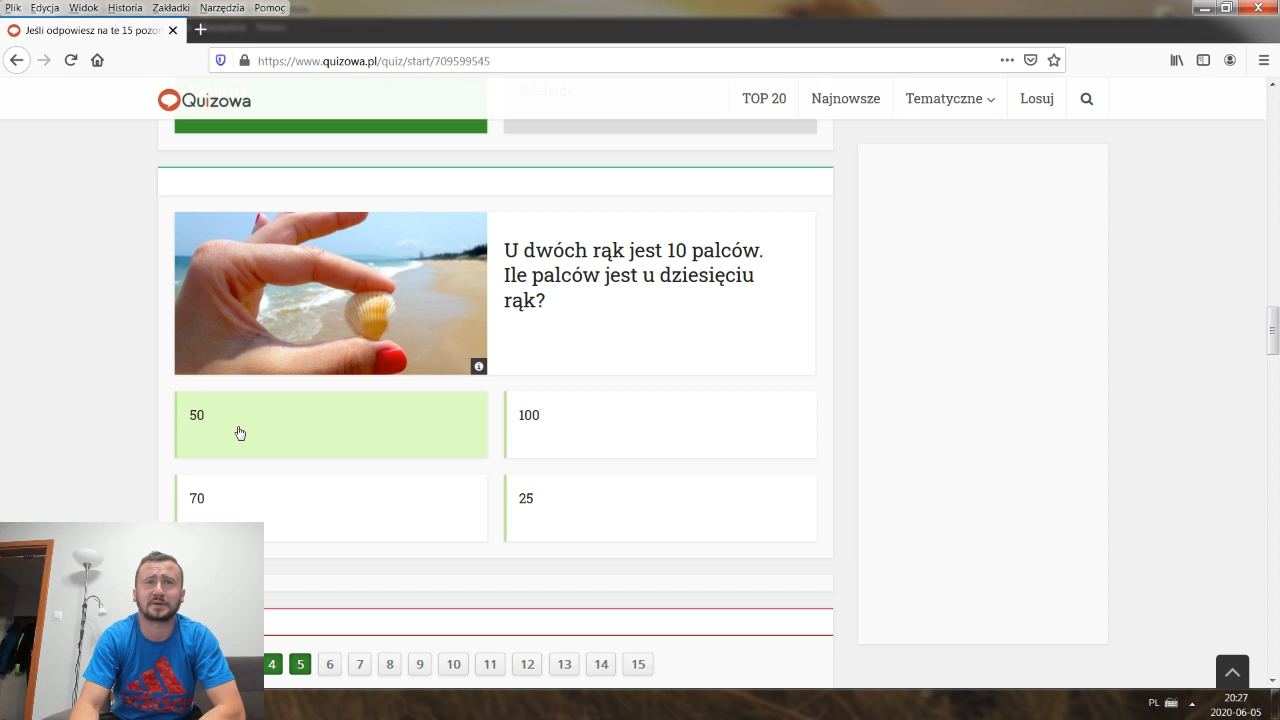 Plik Edycja Widok Historia Zakładki Narzędzia Pomoc
Jeśli odpowiesz na te 15 pozor
https://www.quizowa.pl/quiz/start/709599545
Quizowa
TOP 20 Najnowsze Tematyczne Losuj
U dwóch rąk jest 10 palców.
Ile palców jest u dziesięciu
rąk?
50 100
70 25
4 5 6 7 8 9 10 11 12 13 14 15
PL 20:27
2020-06-05